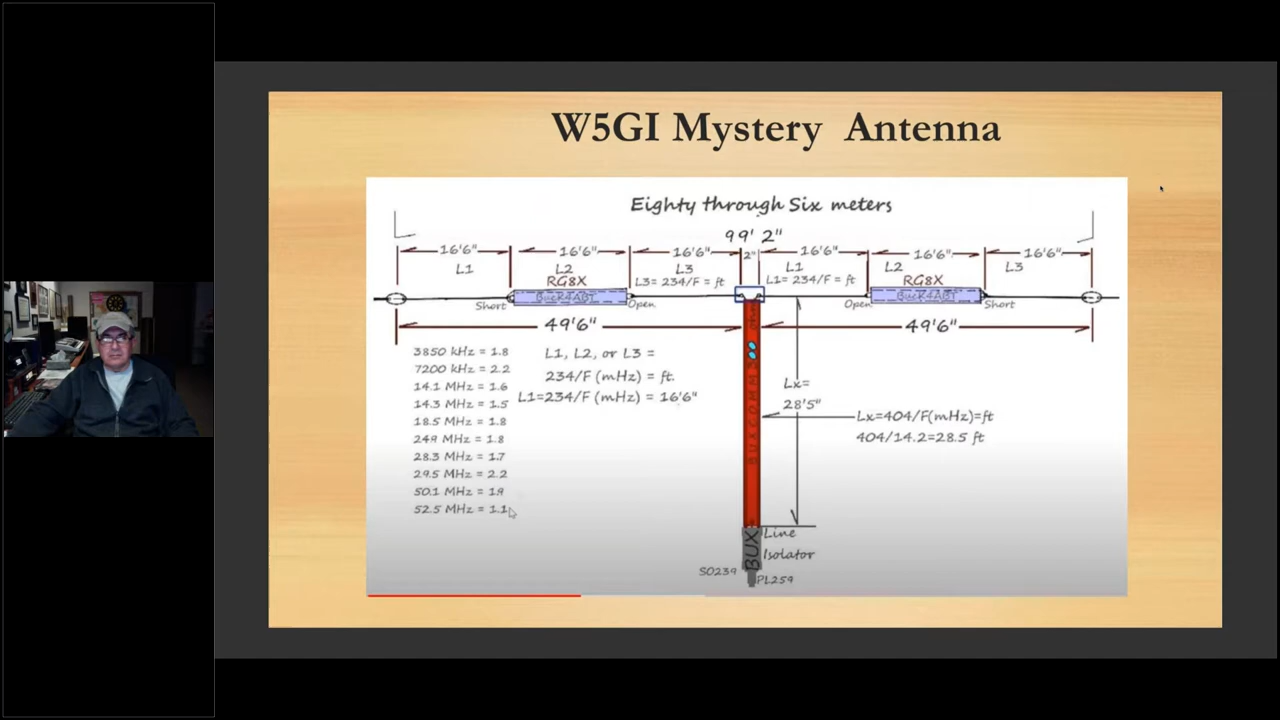 W5GI Mystery Antenna
Eighty through Six meters
99' 2"
16'6" 16'6" 16'6" 2" 16'6" 16'6" 16'6"
L1 L2 L3 L1 L2 L3
RG8X L3= 234/F = ft L1= 234/F = ft RG8X
BucK4ABT BucK4ABT
Short Open Open Short
49'6" 49'6"
3850 kHz = 1.8
7200 kHz = 2.2
14.1 MHz = 1.6
14.3 MHz = 1.5
18.5 MHz = 1.8
249 MHz = 1.8
28.3 MHz = 1.7
29.5 MHz = 2.2
50.1 MHz = 1.9
52.5 MHz = 1.1
L1, L2, or L3 =
234/F (mHz) = ft.
L1=234/F (mHz) = 16'6"
BUXCOMM
Lx=
28'5"
Lx=404/F(mHz)=ft
404/14.2=28.5 ft
BUX
Line
Isolator
SO239
PL259